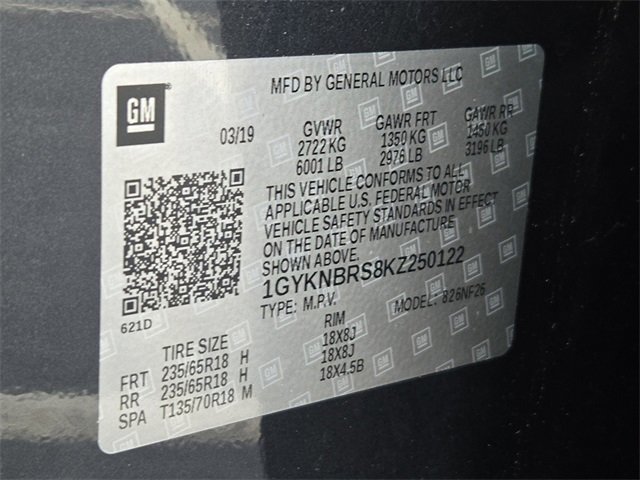 MFD BY GENERAL MOTORS LLC
GM
03/19 GVWR GAWR FRT GAWR RR
2722 KG 1350 KG 1450 KG
6001 LB 2976 LB 3196 LB
THIS VEHICLE CONFORMS TO ALL
APPLICABLE U.S. FEDERAL MOTOR
VEHICLE SAFETY STANDARDS IN EFFECT
ON THE DATE OF MANUFACTURE
SHOWN ABOVE.
1GYKNBRS8KZ250122
TYPE: M.P.V. MODEL: 826NF26
621D
TIRE SIZE RIM
FRT 235/65R18 H 18X8J
RR 235/65R18 H 18X8J
SPA T135/70R18 M 18X4.5B